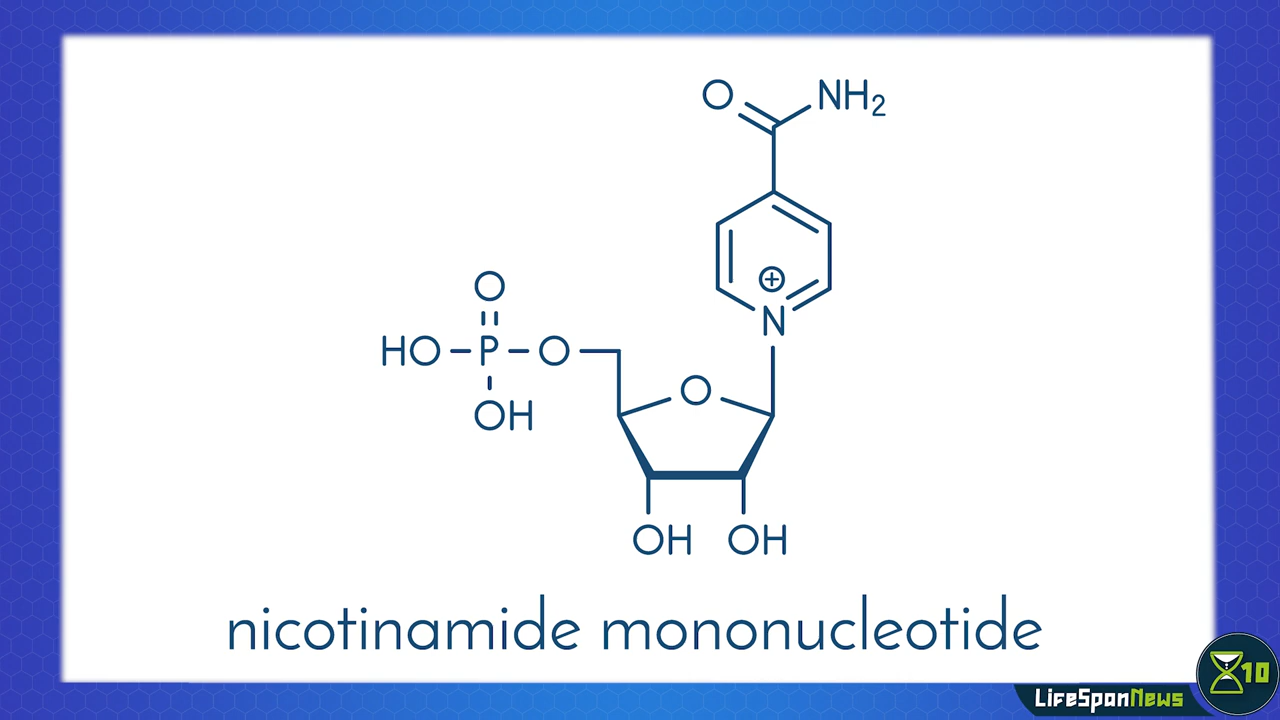 O NH₂
⊕
N
O
HO P O
OH
O
OH OH
nicotinamide mononucleotide
10
LifeSpanNews